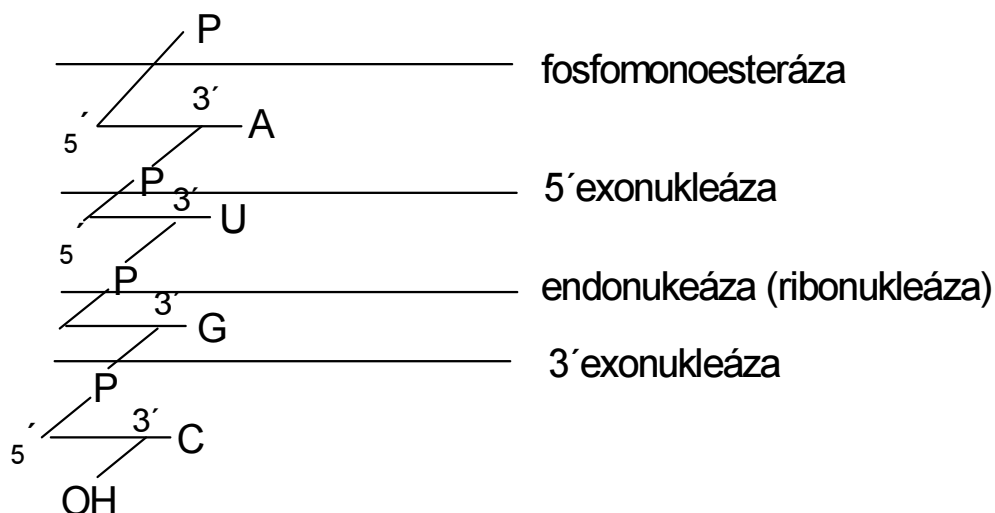 P
fosfomonoesteráza
3´
5´ A
P
5´exonukleáza
3´
5´ U
P
endonukeáza (ribonukleáza)
3´
G
3´exonukleáza
P
3´
5´ C
OH